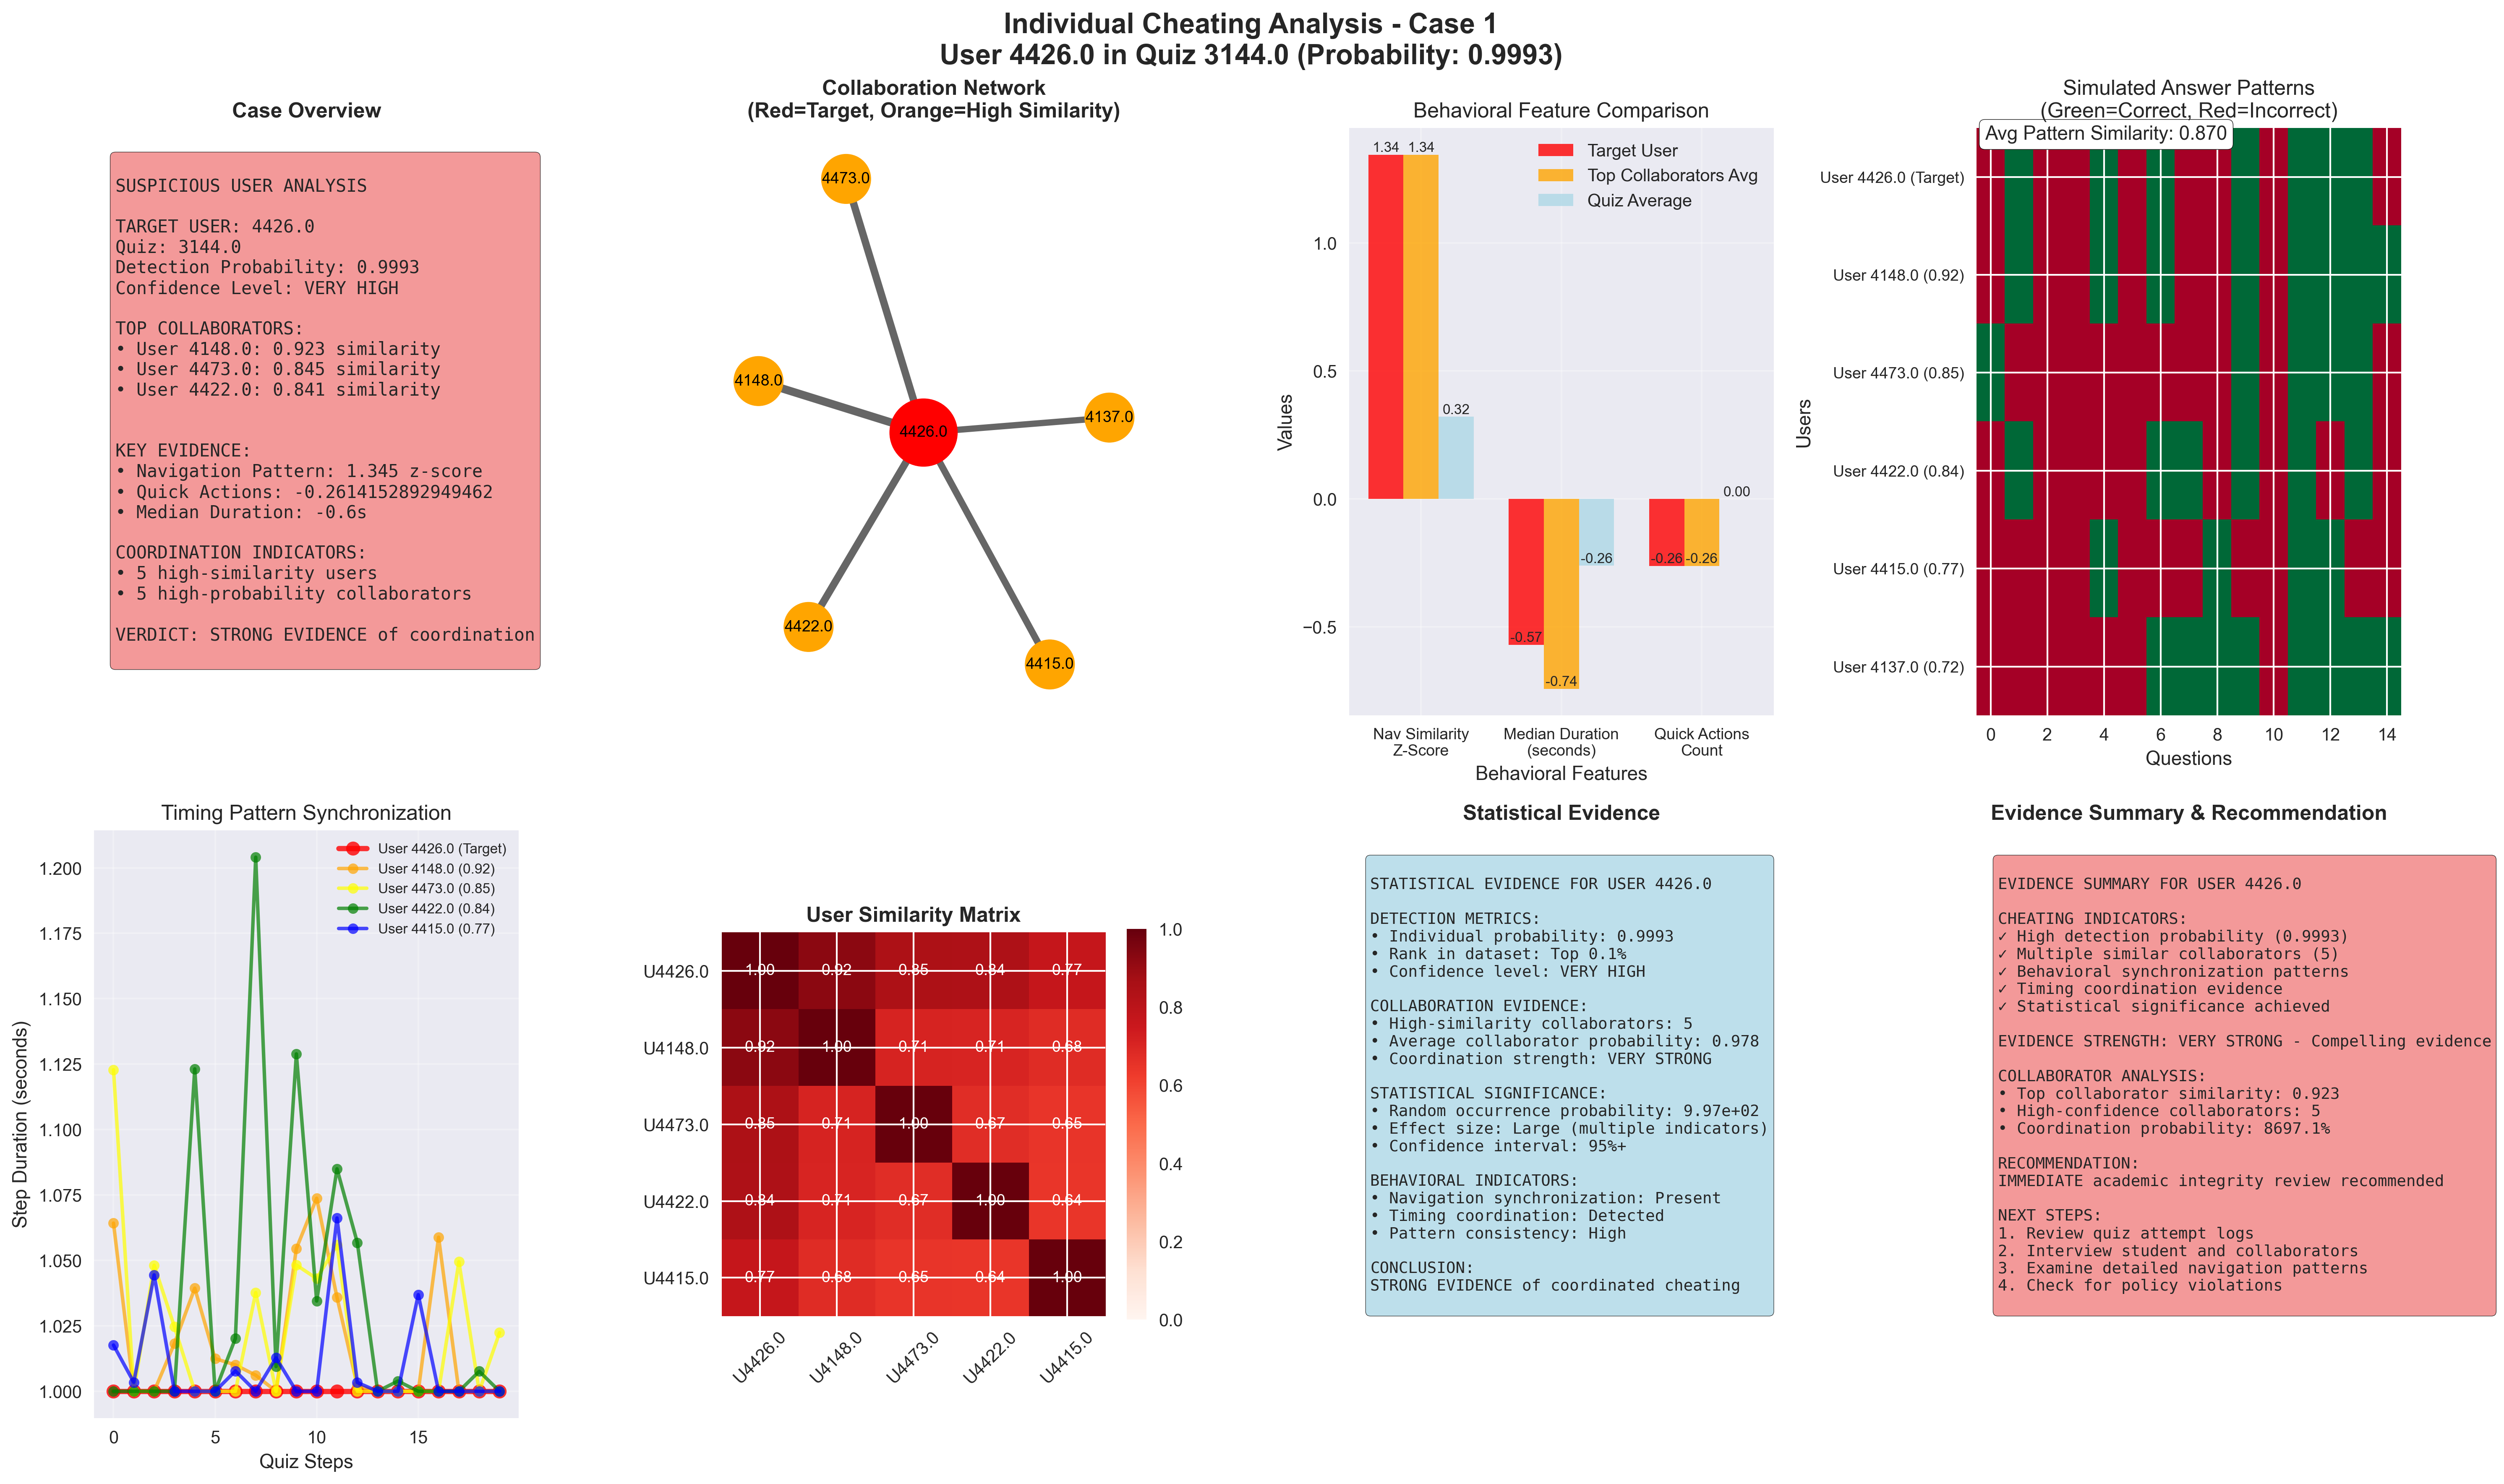 Individual Cheating Analysis - Case 1
User 4426.0 in Quiz 3144.0 (Probability: 0.9993)
Case Overview
SUSPICIOUS USER ANALYSIS
TARGET USER: 4426.0
Quiz: 3144.0
Detection Probability: 0.9993
Confidence Level: VERY HIGH
TOP COLLABORATORS:
• User 4148.0: 0.923 similarity
• User 4473.0: 0.845 similarity
• User 4422.0: 0.841 similarity
KEY EVIDENCE:
• Navigation Pattern: 1.345 z-score
• Quick Actions: -0.2614152892949462
• Median Duration: -0.6s
COORDINATION INDICATORS:
• 5 high-similarity users
• 5 high-probability collaborators
VERDICT: STRONG EVIDENCE of coordination
Collaboration Network
(Red=Target, Orange=High Similarity)
4473.0
4148.0
4137.0
4426.0
4422.0
4415.0
Behavioral Feature Comparison
Target User
Top Collaborators Avg
Quiz Average
1.34 1.34
0.32
-0.57
-0.74
-0.26
-0.26 -0.26
0.00
1.0
0.5
0.0
−0.5
Values
Nav Similarity
Z-Score
Median Duration
(seconds)
Quick Actions
Count
Behavioral Features
Simulated Answer Patterns
(Green=Correct, Red=Incorrect)
Avg Pattern Similarity: 0.870
User 4426.0 (Target)
User 4148.0 (0.92)
User 4473.0 (0.85)
User 4422.0 (0.84)
User 4415.0 (0.77)
User 4137.0 (0.72)
Users
0 2 4 6 8 10 12 14
Questions
Timing Pattern Synchronization
User 4426.0 (Target)
User 4148.0 (0.92)
User 4473.0 (0.85)
User 4422.0 (0.84)
User 4415.0 (0.77)
1.200
1.175
1.150
1.125
1.100
1.075
1.050
1.025
1.000
Step Duration (seconds)
0 5 10 15
Quiz Steps
User Similarity Matrix
U4426.0 1.00 0.92 0.85 0.84 0.77
U4148.0 0.92 1.00 0.71 0.71 0.68
U4473.0 0.85 0.71 1.00 0.67 0.65
U4422.0 0.84 0.71 0.67 1.00 0.64
U4415.0 0.77 0.68 0.65 0.64 1.00
U4426.0 U4148.0 U4473.0 U4422.0 U4415.0
1.0
0.8
0.6
0.4
0.2
0.0
Statistical Evidence
STATISTICAL EVIDENCE FOR USER 4426.0
DETECTION METRICS:
• Individual probability: 0.9993
• Rank in dataset: Top 0.1%
• Confidence level: VERY HIGH
COLLABORATION EVIDENCE:
• High-similarity collaborators: 5
• Average collaborator probability: 0.978
• Coordination strength: VERY STRONG
STATISTICAL SIGNIFICANCE:
• Random occurrence probability: 9.97e+02
• Effect size: Large (multiple indicators)
• Confidence interval: 95%+
BEHAVIORAL INDICATORS:
• Navigation synchronization: Present
• Timing coordination: Detected
• Pattern consistency: High
CONCLUSION:
STRONG EVIDENCE of coordinated cheating
Evidence Summary & Recommendation
EVIDENCE SUMMARY FOR USER 4426.0
CHEATING INDICATORS:
✓ High detection probability (0.9993)
✓ Multiple similar collaborators (5)
✓ Behavioral synchronization patterns
✓ Timing coordination evidence
✓ Statistical significance achieved
EVIDENCE STRENGTH: VERY STRONG - Compelling evidence
COLLABORATOR ANALYSIS:
• Top collaborator similarity: 0.923
• High-confidence collaborators: 5
• Coordination probability: 8697.1%
RECOMMENDATION:
IMMEDIATE academic integrity review recommended
NEXT STEPS:
1. Review quiz attempt logs
2. Interview student and collaborators
3. Examine detailed navigation patterns
4. Check for policy violations